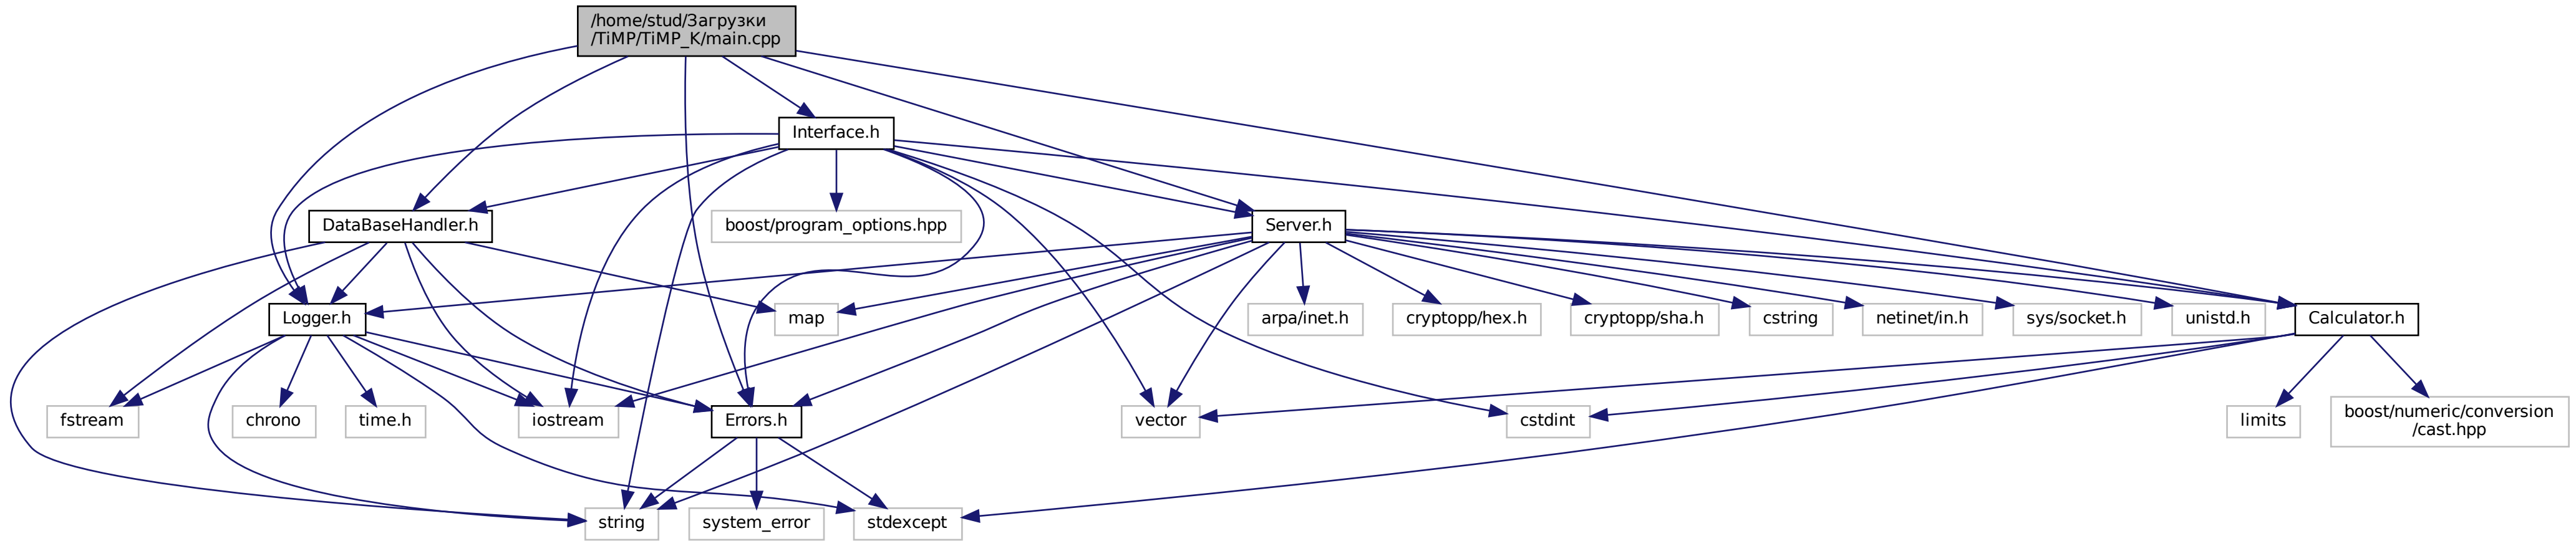 /home/stud/Загрузки
/TiMP/TiMP_K/main.cpp
Interface.h
DataBaseHandler.h
boost/program_options.hpp
Server.h
Logger.h
map
arpa/inet.h
cryptopp/hex.h
cryptopp/sha.h
cstring
netinet/in.h
sys/socket.h
unistd.h
Calculator.h
fstream
chrono
time.h
iostream
Errors.h
vector
cstdint
limits
boost/numeric/conversion
/cast.hpp
string
system_error
stdexcept